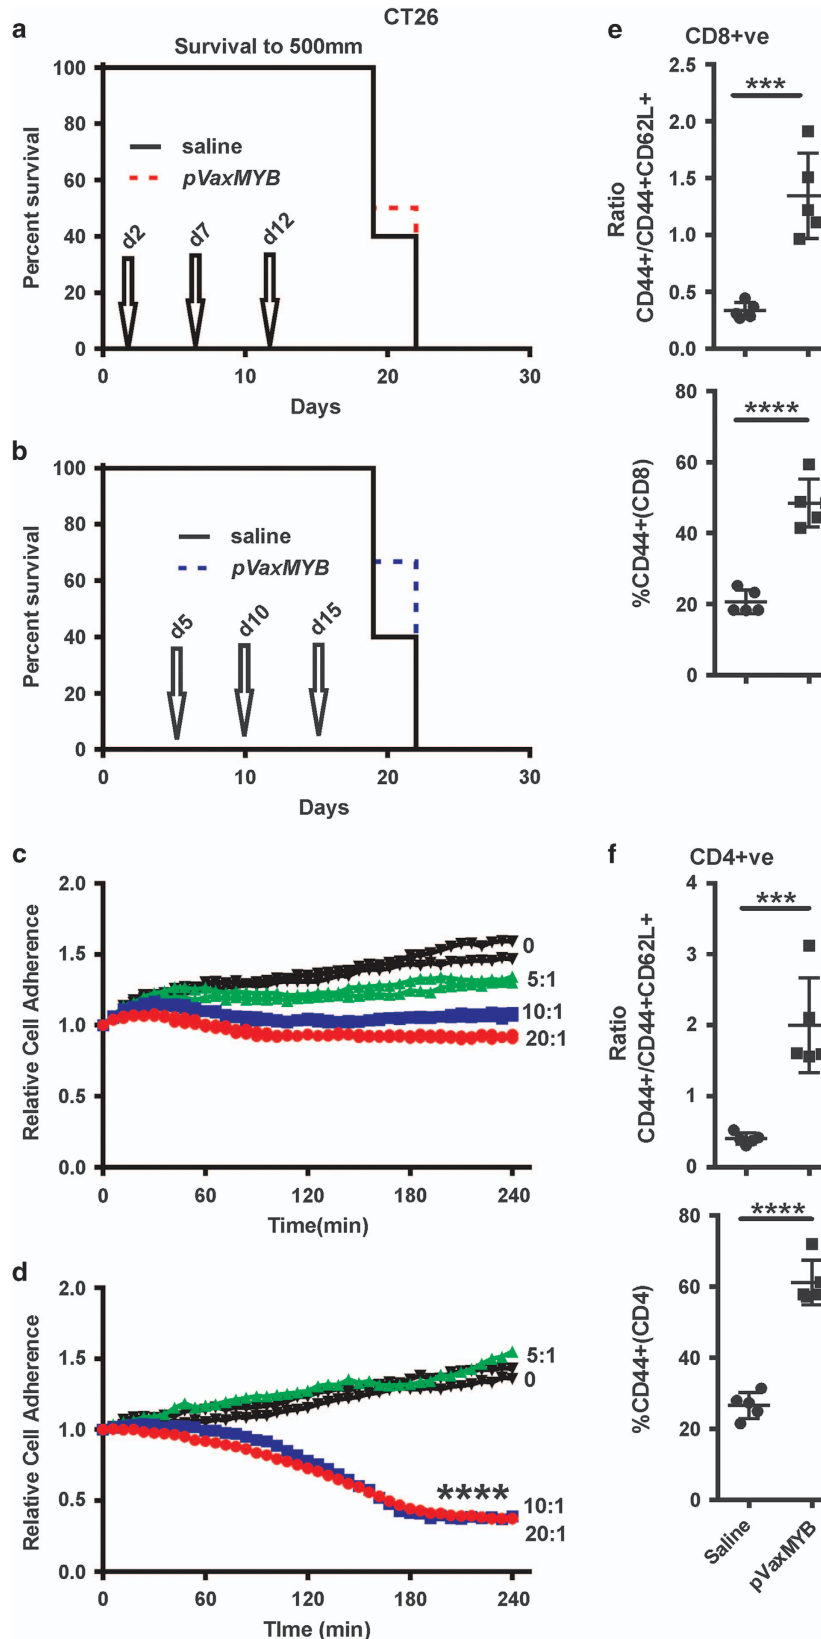 CT26
a
Survival to 500mm
Percent survival
100
80
60
40
20
0
saline
pVaxMYB
d2
d7
d12
0
10
20
30
Days
b
Percent survival
100
80
60
40
20
0
saline
pVaxMYB
d5
d10
d15
0
10
20
30
Days
c
Relative Cell Adherence
2.0
1.5
1.0
0.5
0.0
0
5:1
10:1
20:1
0
60
120
180
240
Time(min)
d
Relative Cell Adherence
2.0
1.5
1.0
0.5
0.0
5:1
0
****
10:1
20:1
0
60
120
180
240
TIme (min)
e
CD8+ve
Ratio
CD44+/CD44+CD62L+
2.5
2.0
1.5
1.0
0.5
0.0
***
%CD44+(CD8)
80
60
40
20
0
****
f
CD4+ve
Ratio
CD44+/CD44+CD62L+
4
3
2
1
0
***
%CD44+(CD4)
80
60
40
20
0
****
Saline
pVaxMYB